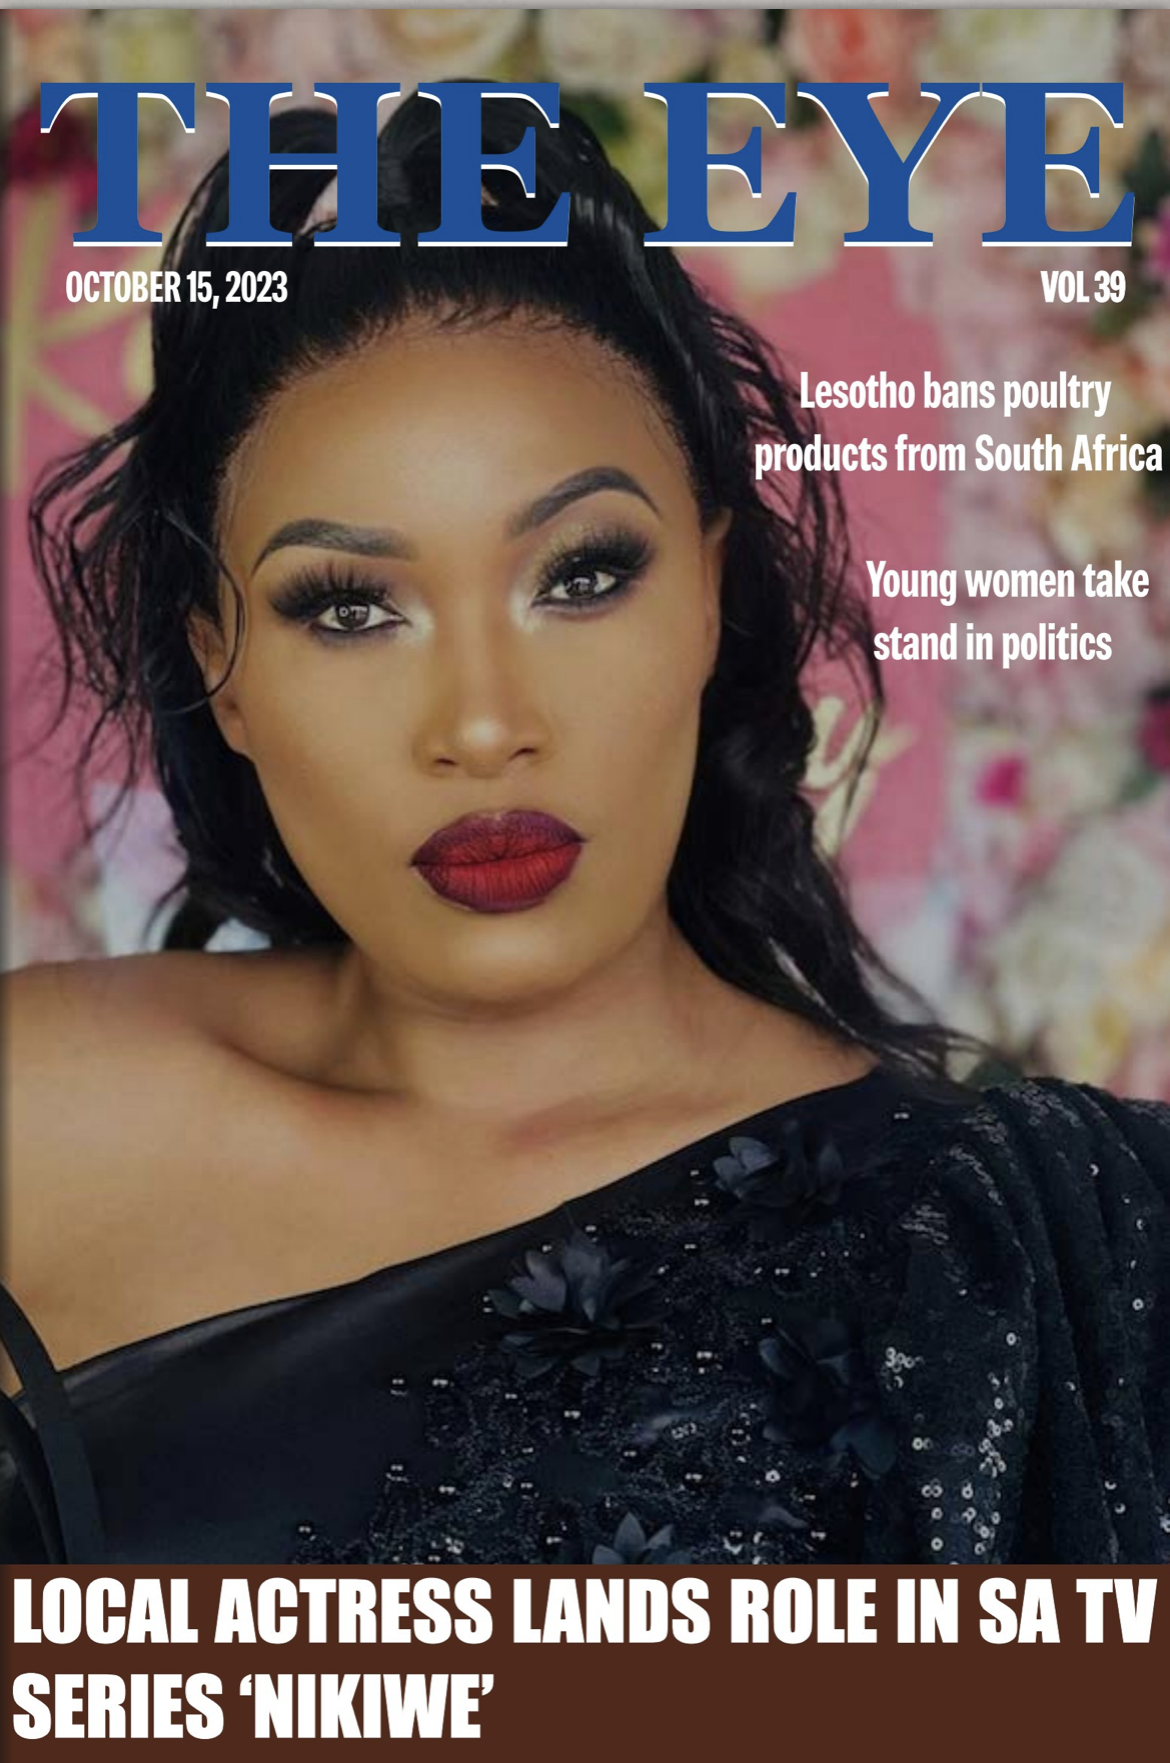 THE EYE
OCTOBER 15, 2023
VOL 39
Lesotho bans poultry
products from South Africa
Young women take
stand in politics
LOCAL ACTRESS LANDS ROLE IN SA TV
SERIES ‘NIKIWE’